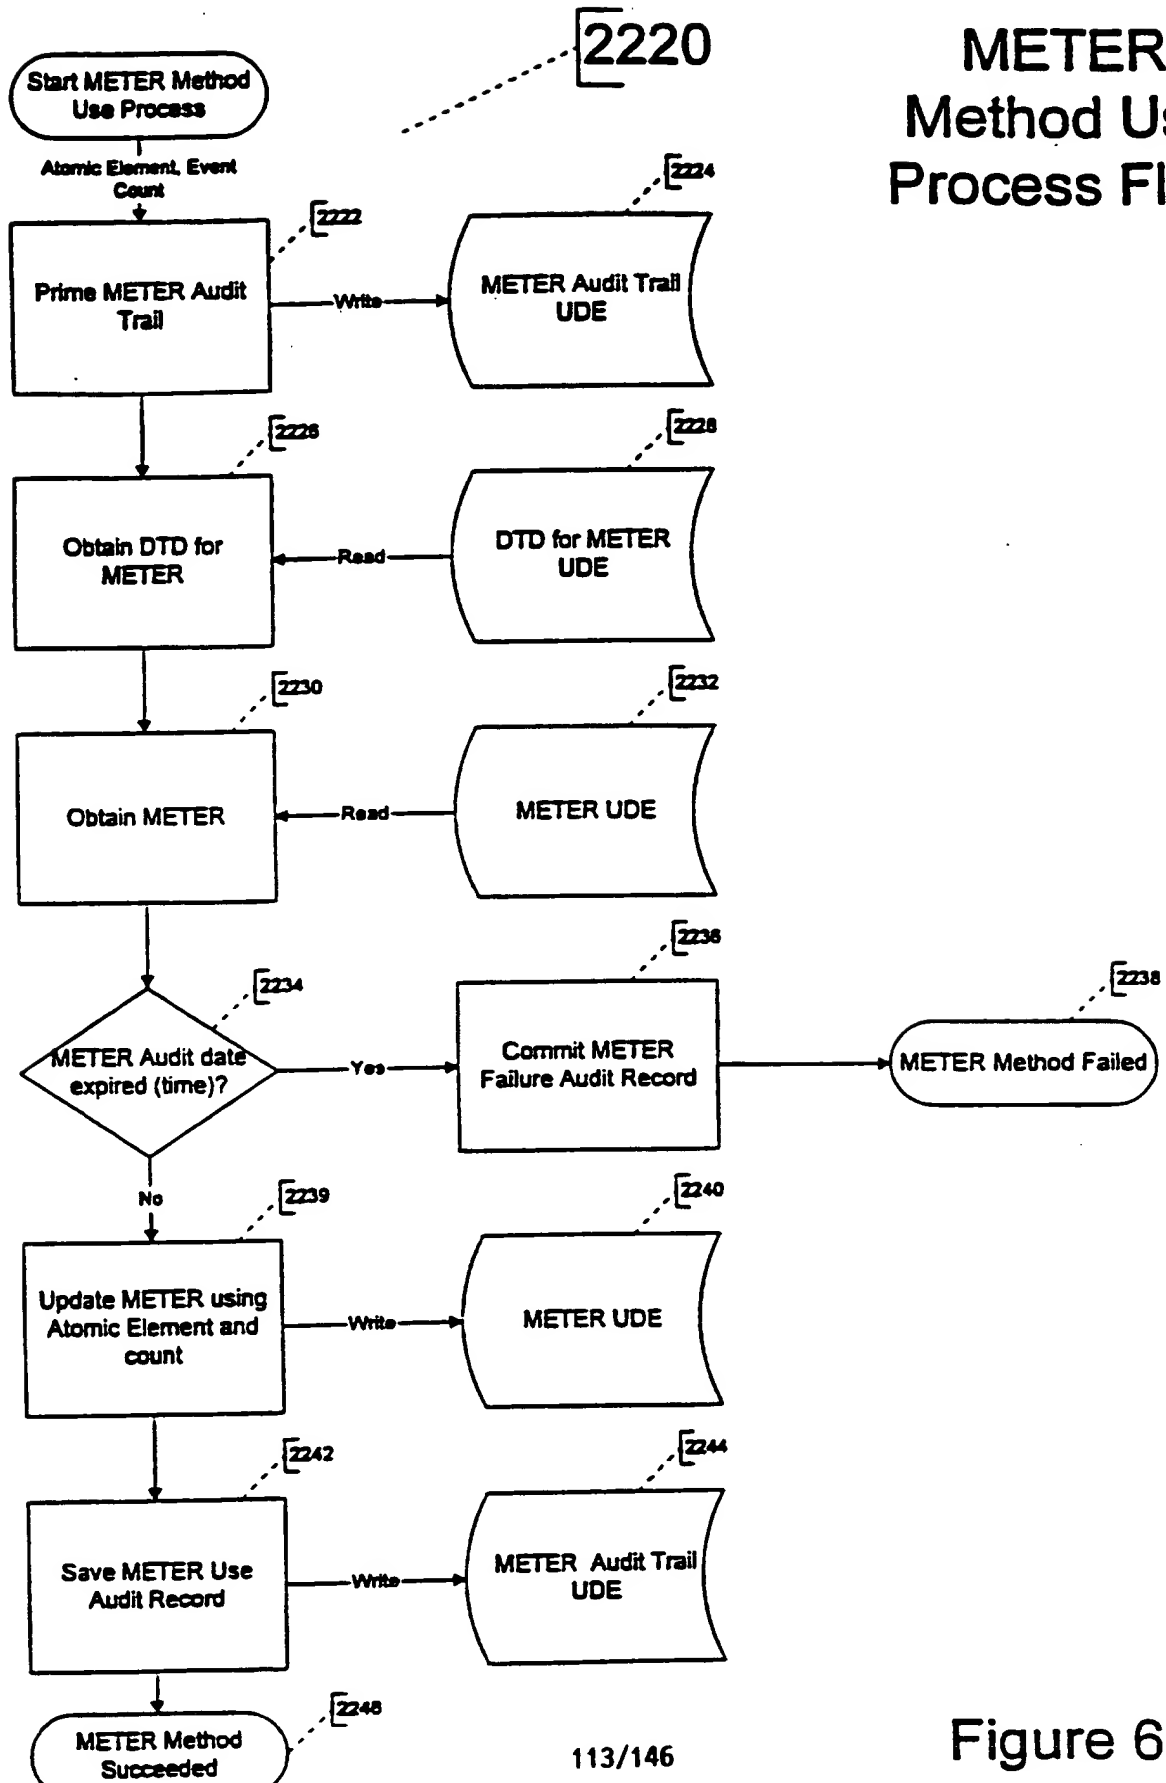 2220
METER
Method Us
Process Fl
Start METER Method
Use Process
Atomic Element, Event
Count
2222
2224
Prime METER Audit
Trail
Write
METER Audit Trail
UDE
2226
2228
Obtain DTD for
METER
Read
DTD for METER
UDE
2230
2232
Obtain METER
Read
METER UDE
2234
2236
2238
METER Audit date
expired (time)?
Yes
Commit METER
Failure Audit Record
METER Method Failed
No
2239
2240
Update METER using
Atomic Element and
count
Write
METER UDE
2242
2244
Save METER Use
Audit Record
Write
METER Audit Trail
UDE
2246
METER Method
Succeeded
113/146
Figure 6